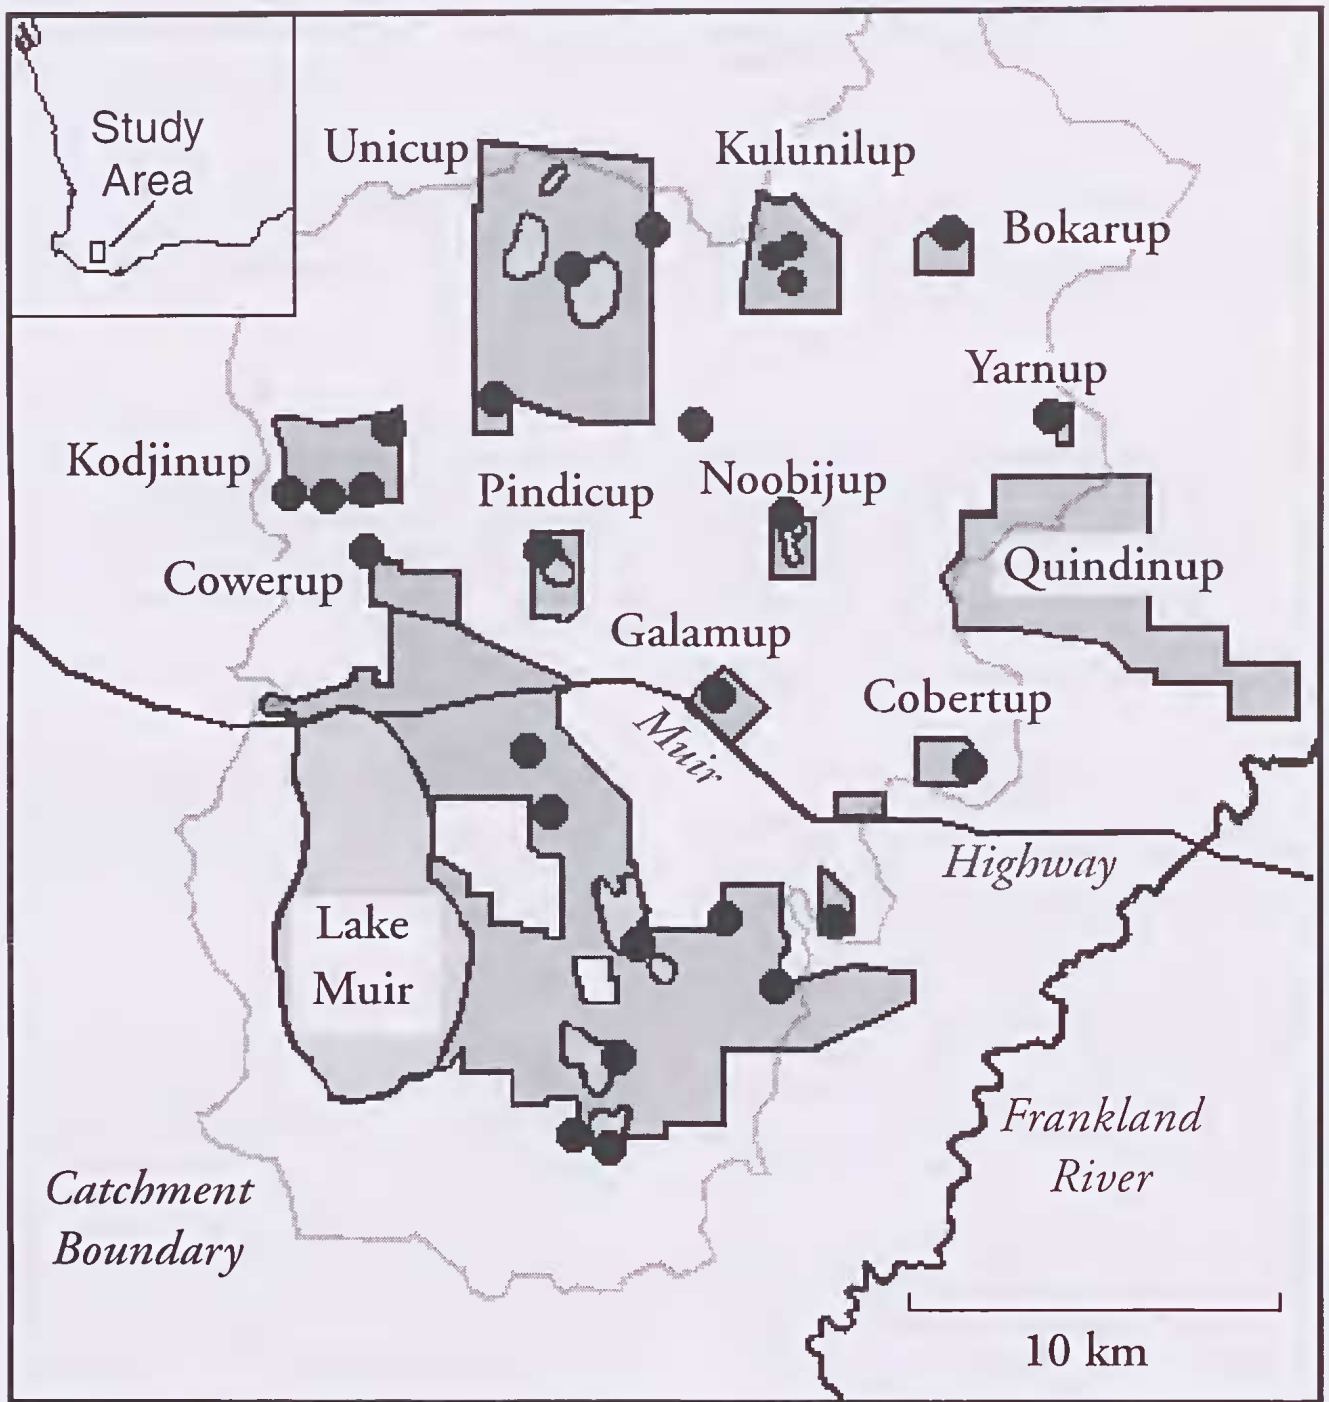 Study
Area
Unicup
Kulunilup
Bokarup
Yarnup
Kodjinup
Pindicup
Noobijup
Cowerup
Quindinup
Galamup
Cobertup
Muir
Highway
Lake
Muir
Frankland
River
Catchment
Boundary
10 km